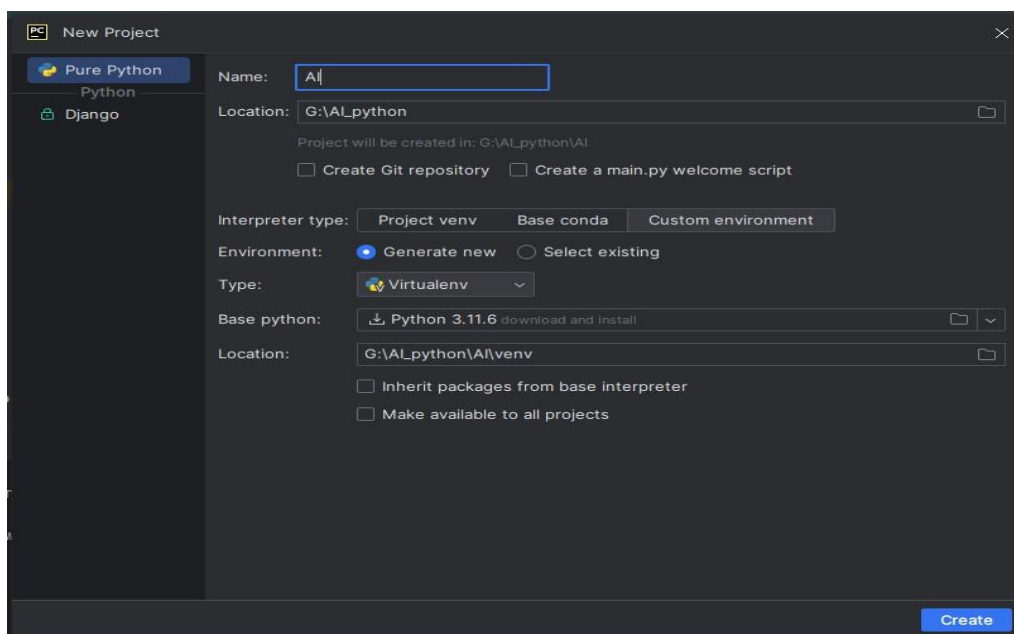 PC New Project
Pure Python
Python
Django
Name: AI
Location: G:\AI_python
Project will be created in: G:\AI_python\AI
Create Git repository Create a main.py welcome script
Interpreter type: Project venv Base conda Custom environment
Environment: Generate new Select existing
Type: Virtualenv
Base python: Python 3.11.6 download and install
Location: G:\AI_python\AI\venv
Inherit packages from base interpreter
Make available to all projects
Create